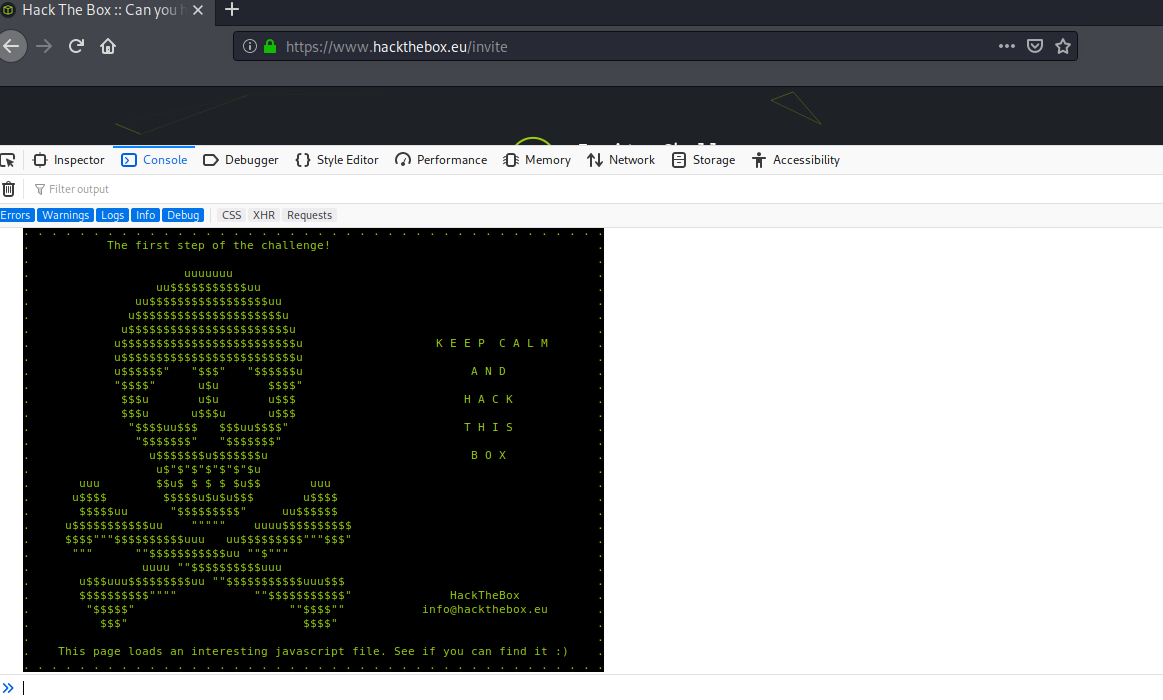 Hack The Box :: Can you h
https://www.hackthebox.eu/invite
Inspector Console Debugger Style Editor Performance Memory Network Storage Accessibility
Filter output
Errors Warnings Logs Info Debug CSS XHR Requests
The first step of the challenge!
uuuuuuu
uu$$$$$$$$$$$uu
uu$$$$$$$$$$$$$$$$$uu
u$$$$$$$$$$$$$$$$$$$$$u
u$$$$$$$$$$$$$$$$$$$$$$$u
u$$$$$$$$$$$$$$$$$$$$$$$$$u K E E P  C A L M
u$$$$$$$$$$$$$$$$$$$$$$$$$u
u$$$$$$"   "$$$"   "$$$$$$u A N D
"$$$$"      u$u       $$$$"
$$$u       u$u       u$$$ H A C K
$$$u      u$$$u      u$$$
"$$$$uu$$$   $$$uu$$$$" T H I S
"$$$$$$$"   "$$$$$$$"
u$$$$$$$u$$$$$$$u B O X
u$"$"$"$"$"$"$u
uuu        $$u$ $ $ $ $u$$       uuu
u$$$$        $$$$$u$u$u$$$       u$$$$
$$$$$uu      "$$$$$$$$$"     uu$$$$$$
u$$$$$$$$$$$uu    """""    uuuu$$$$$$$$$$
$$$$"""$$$$$$$$$$uuu   uu$$$$$$$$$"""$$$"
"""      ""$$$$$$$$$$$uu ""$"""
uuuu ""$$$$$$$$$$uuu
u$$$uuu$$$$$$$$$uu ""$$$$$$$$$$$uuu$$$
$$$$$$$$$$""""           ""$$$$$$$$$$$" HackTheBox
"$$$$$"                      ""$$$$"" info@hackthebox.eu
$$$"                         $$$$"
This page loads an interesting javascript file. See if you can find it :)